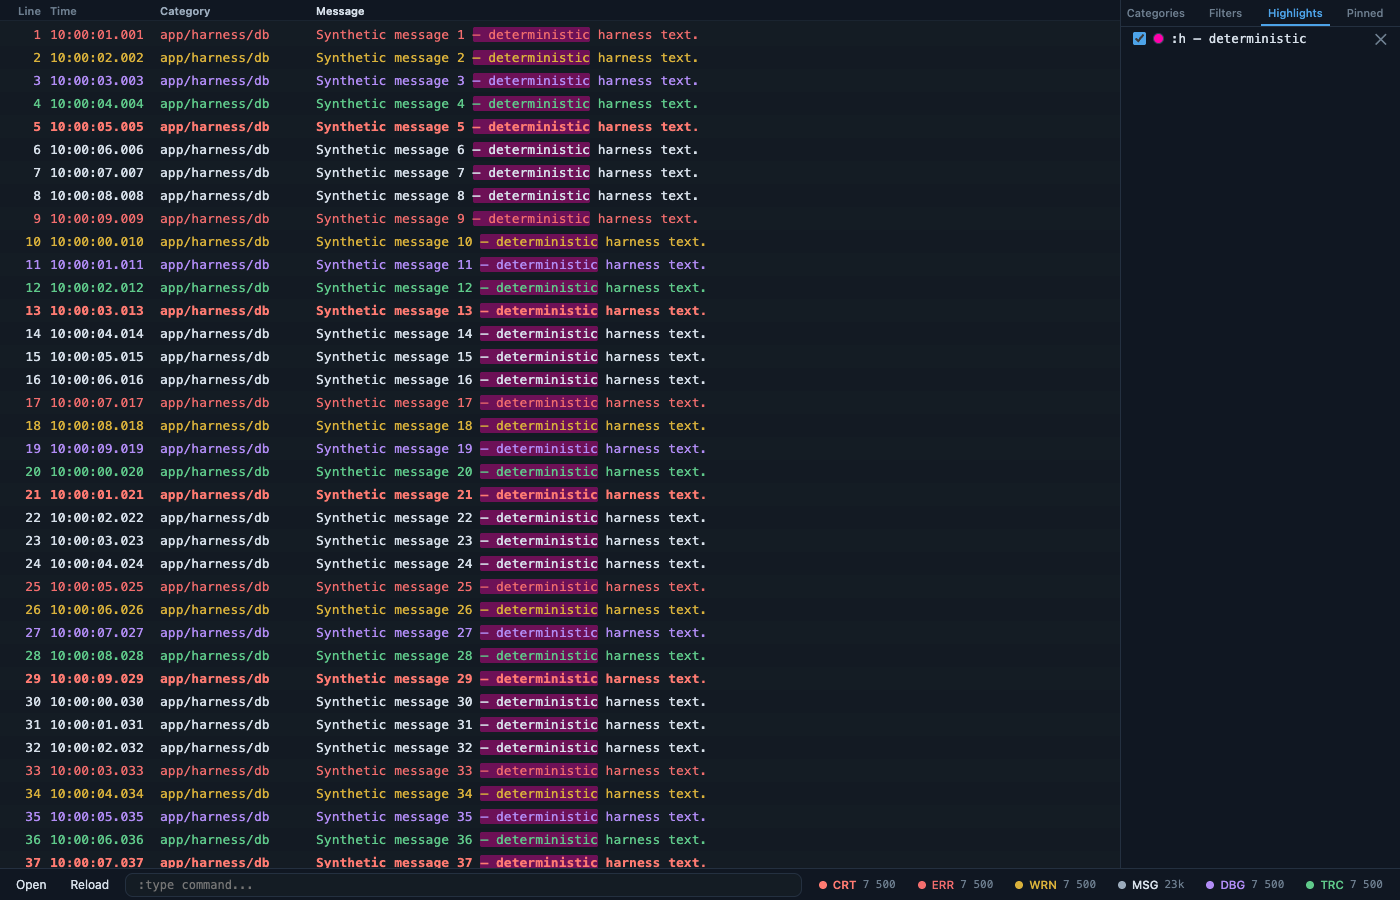 Line Time Category Message
1 10:00:01.001 app/harness/db Synthetic message 1 — deterministic harness text.
2 10:00:02.002 app/harness/db Synthetic message 2 — deterministic harness text.
3 10:00:03.003 app/harness/db Synthetic message 3 — deterministic harness text.
4 10:00:04.004 app/harness/db Synthetic message 4 — deterministic harness text.
5 10:00:05.005 app/harness/db Synthetic message 5 — deterministic harness text.
6 10:00:06.006 app/harness/db Synthetic message 6 — deterministic harness text.
7 10:00:07.007 app/harness/db Synthetic message 7 — deterministic harness text.
8 10:00:08.008 app/harness/db Synthetic message 8 — deterministic harness text.
9 10:00:09.009 app/harness/db Synthetic message 9 — deterministic harness text.
10 10:00:00.010 app/harness/db Synthetic message 10 — deterministic harness text.
11 10:00:01.011 app/harness/db Synthetic message 11 — deterministic harness text.
12 10:00:02.012 app/harness/db Synthetic message 12 — deterministic harness text.
13 10:00:03.013 app/harness/db Synthetic message 13 — deterministic harness text.
14 10:00:04.014 app/harness/db Synthetic message 14 — deterministic harness text.
15 10:00:05.015 app/harness/db Synthetic message 15 — deterministic harness text.
16 10:00:06.016 app/harness/db Synthetic message 16 — deterministic harness text.
17 10:00:07.017 app/harness/db Synthetic message 17 — deterministic harness text.
18 10:00:08.018 app/harness/db Synthetic message 18 — deterministic harness text.
19 10:00:09.019 app/harness/db Synthetic message 19 — deterministic harness text.
20 10:00:00.020 app/harness/db Synthetic message 20 — deterministic harness text.
21 10:00:01.021 app/harness/db Synthetic message 21 — deterministic harness text.
22 10:00:02.022 app/harness/db Synthetic message 22 — deterministic harness text.
23 10:00:03.023 app/harness/db Synthetic message 23 — deterministic harness text.
24 10:00:04.024 app/harness/db Synthetic message 24 — deterministic harness text.
25 10:00:05.025 app/harness/db Synthetic message 25 — deterministic harness text.
26 10:00:06.026 app/harness/db Synthetic message 26 — deterministic harness text.
27 10:00:07.027 app/harness/db Synthetic message 27 — deterministic harness text.
28 10:00:08.028 app/harness/db Synthetic message 28 — deterministic harness text.
29 10:00:09.029 app/harness/db Synthetic message 29 — deterministic harness text.
30 10:00:00.030 app/harness/db Synthetic message 30 — deterministic harness text.
31 10:00:01.031 app/harness/db Synthetic message 31 — deterministic harness text.
32 10:00:02.032 app/harness/db Synthetic message 32 — deterministic harness text.
33 10:00:03.033 app/harness/db Synthetic message 33 — deterministic harness text.
34 10:00:04.034 app/harness/db Synthetic message 34 — deterministic harness text.
35 10:00:05.035 app/harness/db Synthetic message 35 — deterministic harness text.
36 10:00:06.036 app/harness/db Synthetic message 36 — deterministic harness text.
37 10:00:07.037 app/harness/db Synthetic message 37 — deterministic harness text.
Categories Filters Highlights Pinned
:h — deterministic
Open Reload :type command... CRT 7 500 ERR 7 500 WRN 7 500 MSG 23k DBG 7 500 TRC 7 500